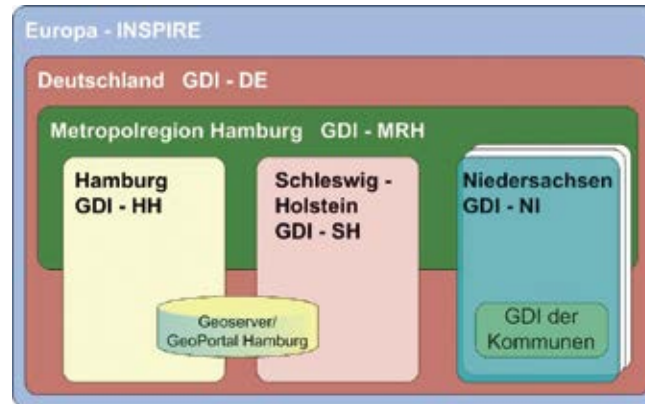 Europa - INSPIRE
Deutschland GDI - DE
Metropolregion Hamburg GDI - MRH
Hamburg
GDI - HH
Schleswig -
Holstein
GDI - SH
Niedersachsen
GDI - NI
Geoserver/
GeoPortal Hamburg
GDI der
Kommunen